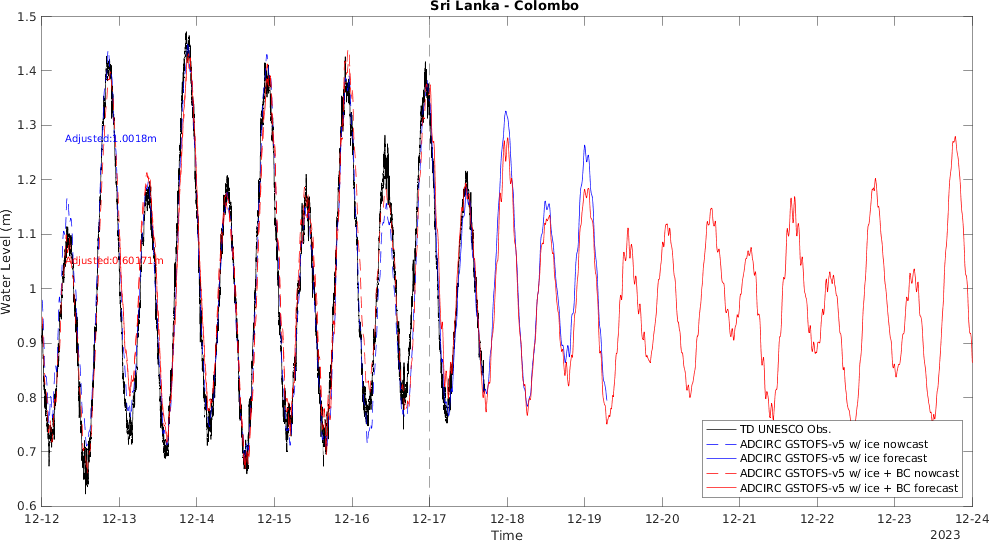 Sri Lanka - Colombo
1.5
1.4
1.3
1.2
1.1
1
0.9
0.8
0.7
0.6
Water Level (m)
Adjusted:1.0018m
Adjusted:0.60171m
TD UNESCO Obs.
ADCIRC GSTOFS-v5 w/ ice nowcast
ADCIRC GSTOFS-v5 w/ ice forecast
ADCIRC GSTOFS-v5 w/ ice + BC nowcast
ADCIRC GSTOFS-v5 w/ ice + BC forecast
12-12 12-13 12-14 12-15 12-16 12-17 12-18 12-19 12-20 12-21 12-22 12-23 12-24
Time
2023